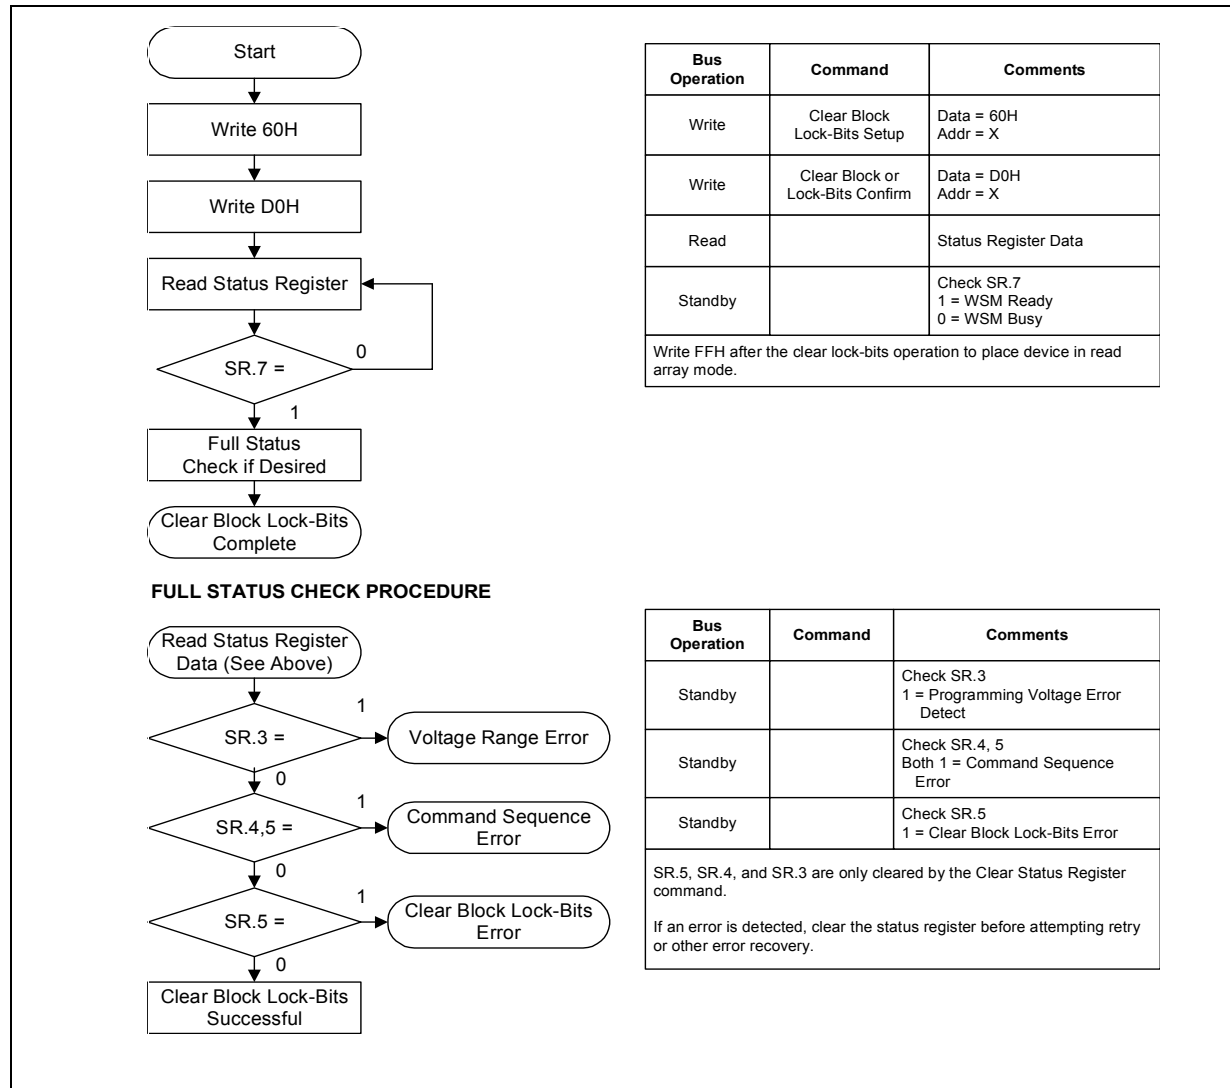 Start
Write 60H
Write D0H
Read Status Register
SR.7 =
0
1
Full Status
Check if Desired
Clear Block Lock-Bits
Complete
Bus
Operation
Command
Comments
Write
Clear Block
Lock-Bits Setup
Data = 60H
Addr = X
Write
Clear Block or
Lock-Bits Confirm
Data = D0H
Addr = X
Read
Status Register Data
Standby
Check SR.7
1 = WSM Ready
0 = WSM Busy
Write FFH after the clear lock-bits operation to place device in read
array mode.
FULL STATUS CHECK PROCEDURE
Read Status Register
Data (See Above)
SR.3 =
1
Voltage Range Error
0
SR.4,5 =
1
Command Sequence
Error
0
SR.5 =
1
Clear Block Lock-Bits
Error
0
Clear Block Lock-Bits
Successful
Bus
Operation
Command
Comments
Standby
Check SR.3
1 = Programming Voltage Error
Detect
Standby
Check SR.4, 5
Both 1 = Command Sequence
Error
Standby
Check SR.5
1 = Clear Block Lock-Bits Error
SR.5, SR.4, and SR.3 are only cleared by the Clear Status Register
command.
If an error is detected, clear the status register before attempting retry
or other error recovery.